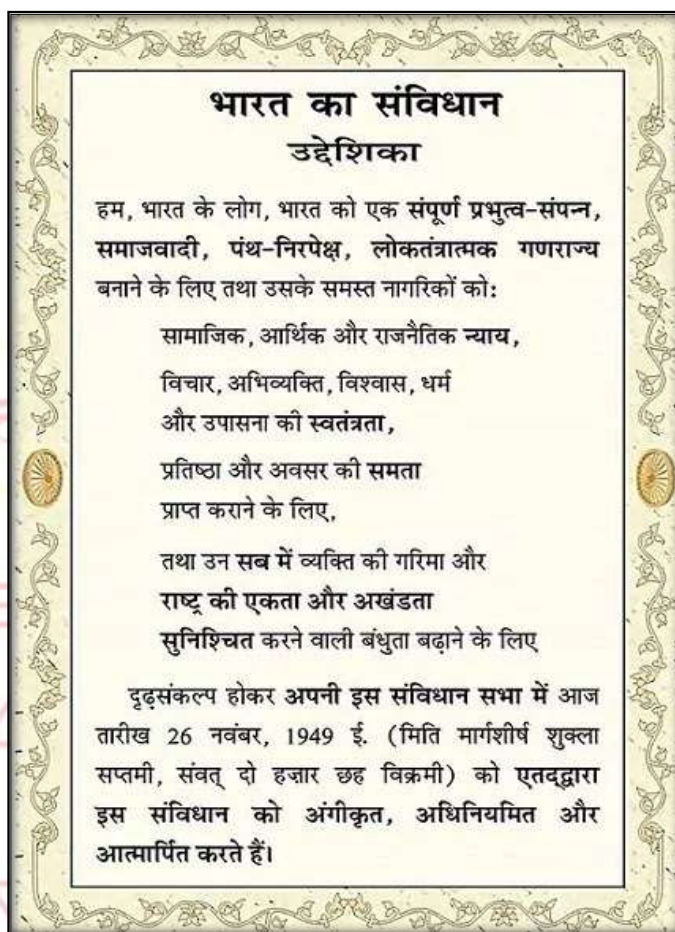 भारत का संविधान
उद्देशिका
हम, भारत के लोग, भारत को एक संपूर्ण प्रभुत्व-संपन्न,
समाजवादी, पंथ-निरपेक्ष, लोकतंत्रात्मक गणराज्य
बनाने के लिए तथा उसके समस्त नागरिकों को:
सामाजिक, आर्थिक और राजनैतिक न्याय,
विचार, अभिव्यक्ति, विश्वास, धर्म
और उपासना की स्वतंत्रता,
प्रतिष्ठा और अवसर की समता
प्राप्त कराने के लिए,
तथा उन सब में व्यक्ति की गरिमा और
राष्ट्र की एकता और अखंडता
सुनिश्चित करने वाली बंधुता बढ़ाने के लिए
दृढ़संकल्प होकर अपनी इस संविधान सभा में आज
तारीख 26 नवंबर, 1949 ई. (मिति मार्गशीर्ष शुक्ला
सप्तमी, संवत् दो हज़ार छह विक्रमी) को एतद्द्वारा
इस संविधान को अंगीकृत, अधिनियमित और
आत्मार्पित करते हैं।